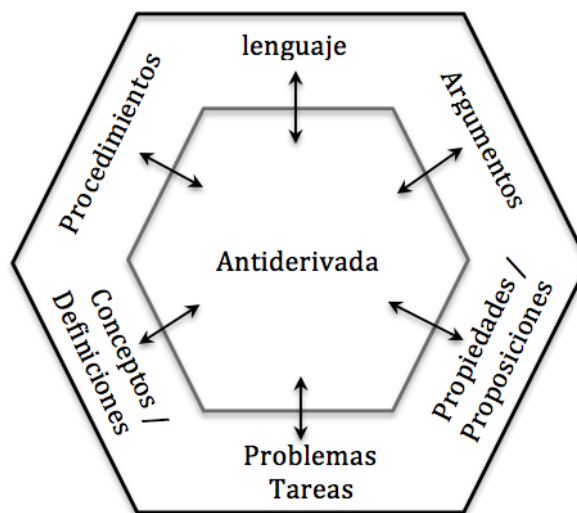 lenguaje
Procedimientos
Argumentos
Antiderivada
Conceptos /
Definiciones
Propiedades /
Proposiciones
Problemas
Tareas